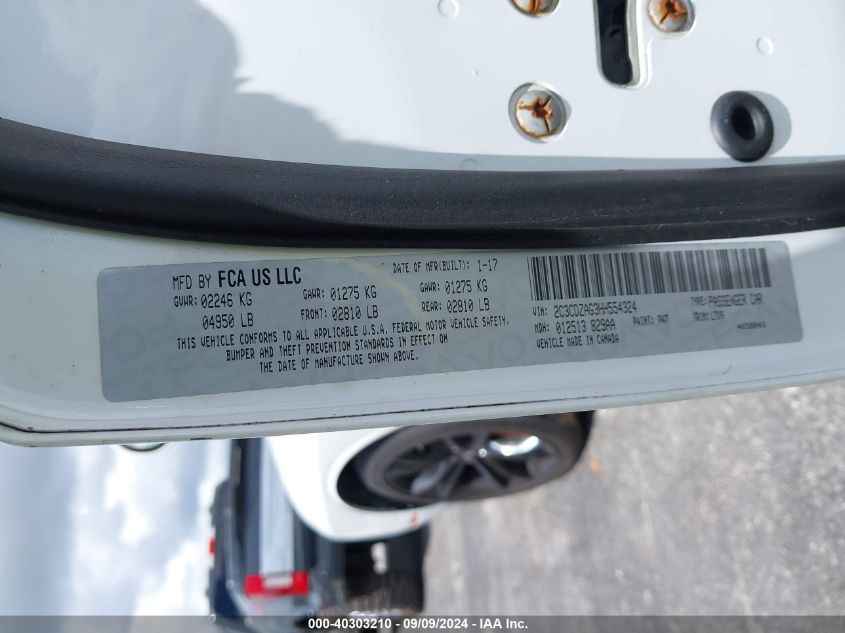 MFD BY FCA US LLC
DATE OF MFR(BUILT): 1-17
GVWR: 02246 KG
04950 LB
GAWR: 01275 KG
FRONT: 02810 LB
GAWR: 01275 KG
REAR: 02810 LB
THIS VEHICLE CONFORMS TO ALL APPLICABLE U.S.A. FEDERAL MOTOR VEHICLE SAFETY,
BUMPER AND THEFT PREVENTION STANDARDS IN EFFECT ON
THE DATE OF MANUFACTURE SHOWN ABOVE.
VIN: 2C3CDZAG3HH554324
TYPE: PASSENGER CAR
MDH: 012513 829AA
PAINT: PW7
TRIM: LTX9
VEHICLE MADE IN CANADA
000-40303210 - 09/09/2024 - IAA Inc.